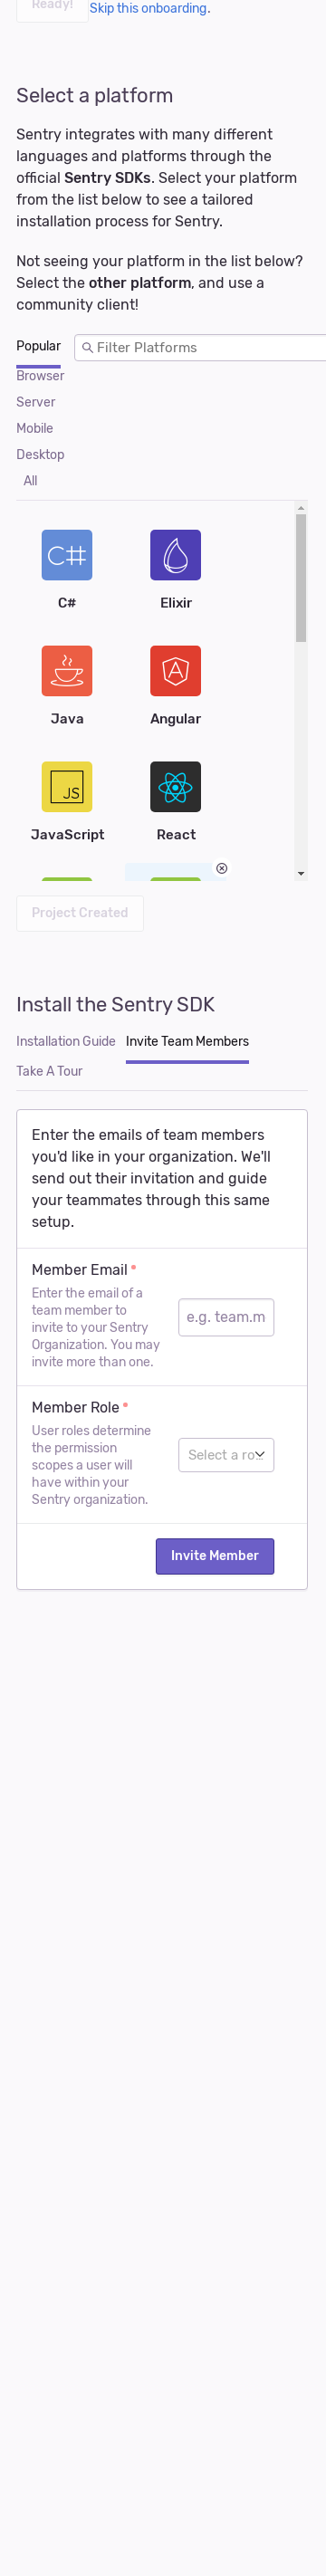 Ready!
Skip this onboarding.
Select a platform
Sentry integrates with many different
languages and platforms through the
official Sentry SDKs. Select your platform
from the list below to see a tailored
installation process for Sentry.
Not seeing your platform in the list below?
Select the other platform, and use a
community client!
Popular
Filter Platforms
Browser
Server
Mobile
Desktop
All
C#
Elixir
Java
Angular
JS
JavaScript
React
Project Created
Install the Sentry SDK
Installation Guide Invite Team Members
Take A Tour
Enter the emails of team members
you'd like in your organization. We'll
send out their invitation and guide
your teammates through this same
setup.
Member Email
Enter the email of a
team member to
invite to your Sentry
Organization. You may
invite more than one.
e.g. team.m
Member Role
User roles determine
the permission
scopes a user will
have within your
Sentry organization.
Select a ro...
Invite Member